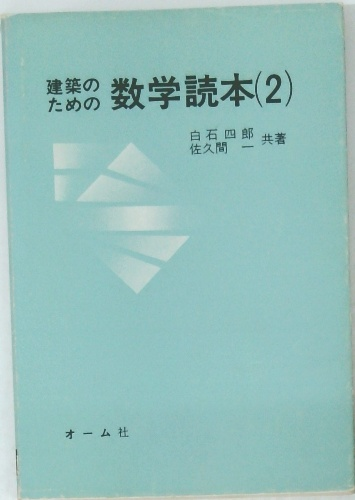 建築の
ための
数学読本(2)
白石四郎
佐久間一
共著
オーム社